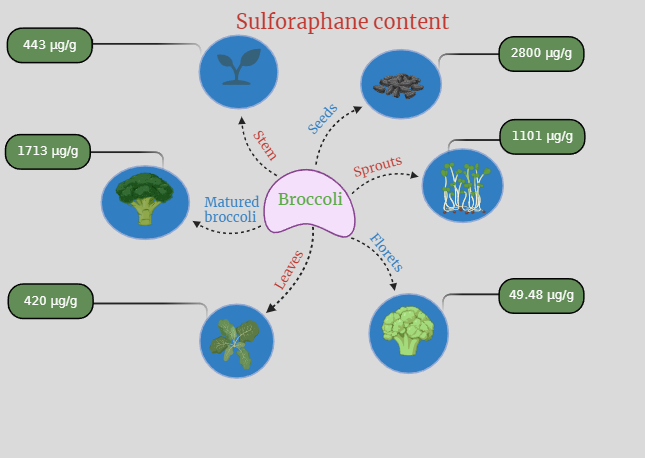 Sulforaphane content
443 µg/g
2800 µg/g
Stem
Seeds
1713 µg/g
1101 µg/g
Sprouts
Matured
broccoli
Broccoli
Leaves
Florets
420 µg/g
49.48 µg/g